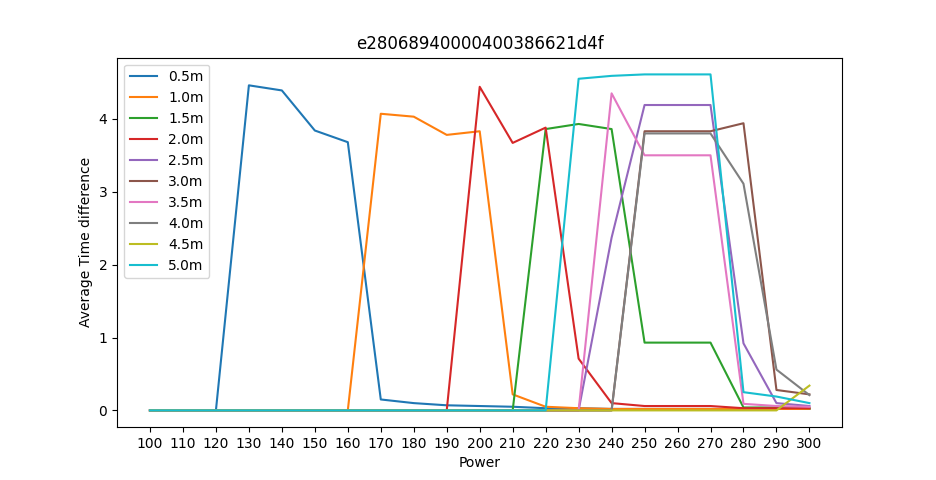 e28068940000400386621d4f
0.5m
1.0m
1.5m
2.0m
2.5m
3.0m
3.5m
4.0m
4.5m
5.0m
Average Time difference
4
3
2
1
0
100 110 120 130 140 150 160 170 180 190 200 210 220 230 240 250 260 270 280 290 300
Power